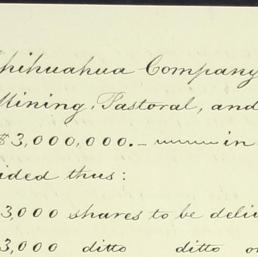 hihuahua Company
Mining, Pastoral, and
$3,000,000.— in
ided thus:
3,000 shares to be deli
3,000 ditto ditto o